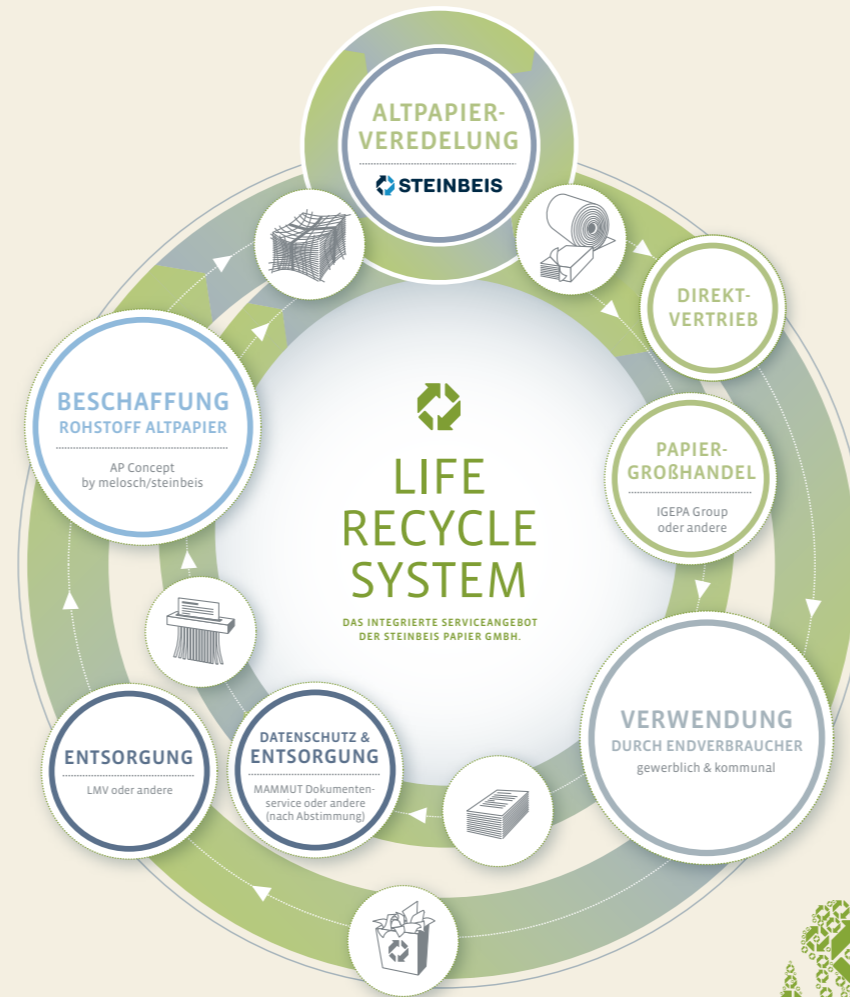 ALTPAPIER-
VEREDELUNG
STEINBEIS
DIREKT-
VERTRIEB
PAPIER-
GROßHANDEL
IGEPA Group
oder andere
VERWENDUNG
DURCH ENDVERBRAUCHER
gewerblich & kommunal
DATENSCHUTZ &
ENTSORGUNG
MAMMUT Dokumenten-
service oder andere
(nach Abstimmung)
ENTSORGUNG
LMV oder andere
BESCHAFFUNG
ROHSTOFF ALTPAPIER
AP Concept
by melosch/steinbeis
LIFE
RECYCLE
SYSTEM
DAS INTEGRIERTE SERVICEANGEBOT
DER STEINBEIS PAPIER GMBH.